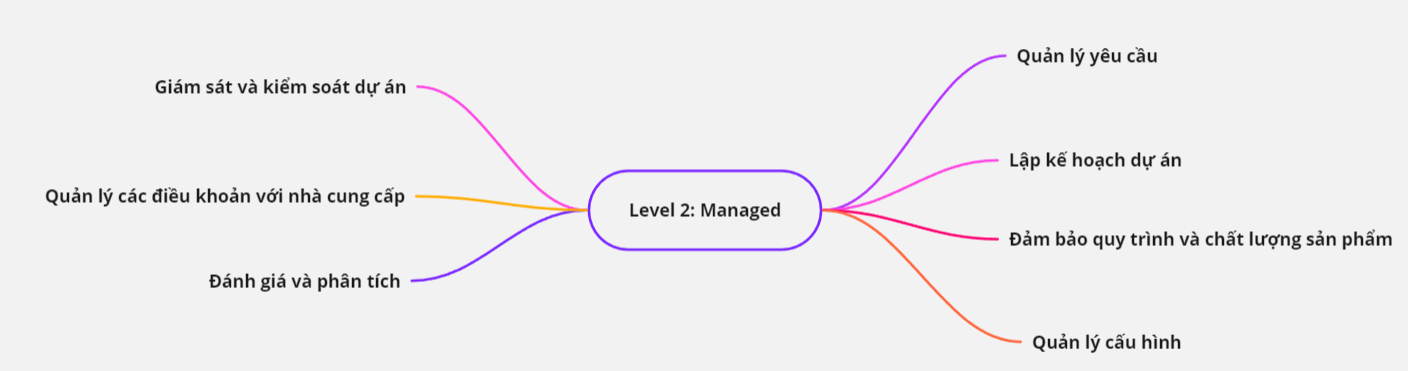 Quản lý yêu cầu
Giám sát và kiểm soát dự án
Lập kế hoạch dự án
Quản lý các điều khoản với nhà cung cấp
Level 2: Managed
Đảm bảo quy trình và chất lượng sản phẩm
Đánh giá và phân tích
Quản lý cấu hình